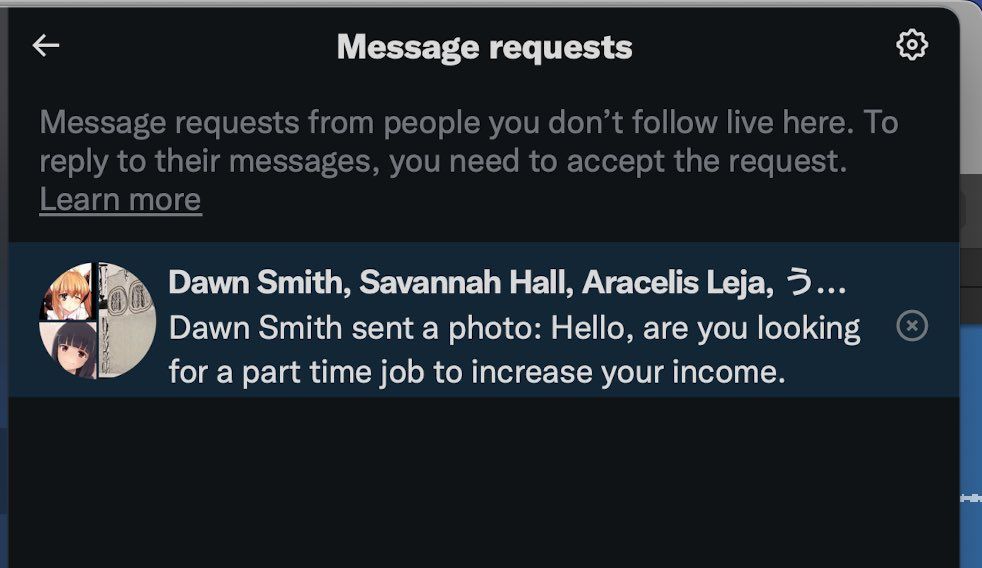 Message requests
Message requests from people you don’t follow live here. To
reply to their messages, you need to accept the request.
Learn more
Dawn Smith, Savannah Hall, Aracelis Leja, う...
Dawn Smith sent a photo: Hello, are you looking
for a part time job to increase your income.